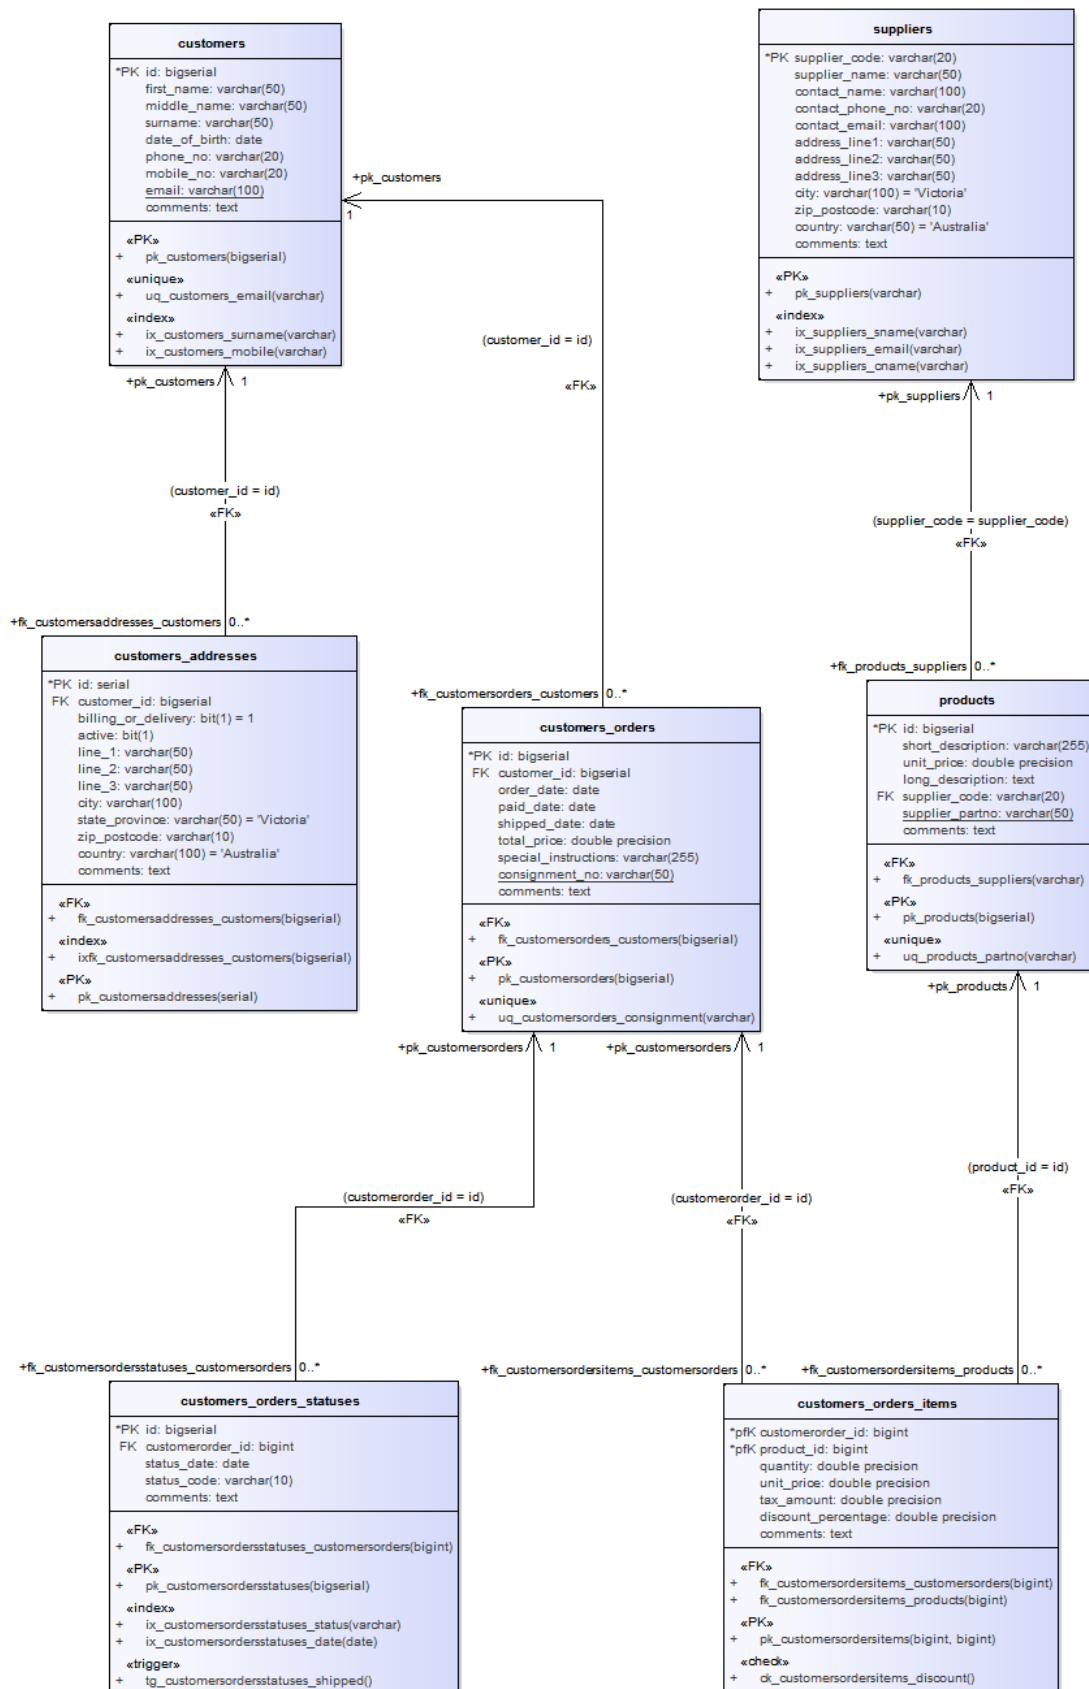 customers
*PK id: bigserial
first_name: varchar(50)
middle_name: varchar(50)
surname: varchar(50)
date_of_birth: date
phone_no: varchar(20)
mobile_no: varchar(20)
email: varchar(100)
comments: text
«PK»
+ pk_customers(bigserial)
«unique»
+ uq_customers_email(varchar)
«index»
+ ix_customers_surname(varchar)
+ ix_customers_mobile(varchar)
suppliers
*PK supplier_code: varchar(20)
supplier_name: varchar(50)
contact_name: varchar(100)
contact_phone_no: varchar(20)
contact_email: varchar(100)
address_line1: varchar(50)
address_line2: varchar(50)
address_line3: varchar(50)
city: varchar(100) = 'Victoria'
zip_postcode: varchar(10)
country: varchar(50) = 'Australia'
comments: text
«PK»
+ pk_suppliers(varchar)
«index»
+ ix_suppliers_sname(varchar)
+ ix_suppliers_email(varchar)
+ ix_suppliers_cname(varchar)
+pk_customers
1
(customer_id = id)
«FK»
+pk_customers 1
(customer_id = id)
«FK»
+fk_customersaddresses_customers 0..*
+pk_suppliers 1
(supplier_code = supplier_code)
«FK»
+fk_products_suppliers 0..*
+fk_customersorders_customers 0..*
customers_addresses
*PK id: serial
FK customer_id: bigserial
billing_or_delivery: bit(1) = 1
active: bit(1)
line_1: varchar(50)
line_2: varchar(50)
line_3: varchar(50)
city: varchar(100)
state_province: varchar(50) = 'Victoria'
zip_postcode: varchar(10)
country: varchar(100) = 'Australia'
comments: text
«FK»
+ fk_customersaddresses_customers(bigserial)
«index»
+ ixfk_customersaddresses_customers(bigserial)
«PK»
+ pk_customersaddresses(serial)
customers_orders
*PK id: bigserial
FK customer_id: bigserial
order_date: date
paid_date: date
shipped_date: date
total_price: double precision
special_instructions: varchar(255)
consignment_no: varchar(50)
comments: text
«FK»
+ fk_customersorders_customers(bigserial)
«PK»
+ pk_customersorders(bigserial)
«unique»
+ uq_customersorders_consignment(varchar)
products
*PK id: bigserial
short_description: varchar(255)
unit_price: double precision
long_description: text
FK supplier_code: varchar(20)
supplier_partno: varchar(50)
comments: text
«FK»
+ fk_products_suppliers(varchar)
«PK»
+ pk_products(bigserial)
«unique»
+ uq_products_partno(varchar)
+pk_customersorders 1
+pk_customersorders 1
+pk_products 1
(customerorder_id = id)
«FK»
(customerorder_id = id)
«FK»
(product_id = id)
«FK»
+fk_customersordersstatuses_customersorders 0..*
+fk_customersordersitems_customersorders 0..*
+fk_customersordersitems_products 0..*
customers_orders_statuses
*PK id: bigserial
FK customerorder_id: bigint
status_date: date
status_code: varchar(10)
comments: text
«FK»
+ fk_customersordersstatuses_customersorders(bigint)
«PK»
+ pk_customersordersstatuses(bigserial)
«index»
+ ix_customersordersstatuses_status(varchar)
+ ix_customersordersstatuses_date(date)
«trigger»
+ tg_customersordersstatuses_shipped()
customers_orders_items
*pfK customerorder_id: bigint
*pfK product_id: bigint
quantity: double precision
unit_price: double precision
tax_amount: double precision
discount_percentage: double precision
comments: text
«FK»
+ fk_customersordersitems_customersorders(bigint)
+ fk_customersordersitems_products(bigint)
«PK»
+ pk_customersordersitems(bigint, bigint)
«check»
+ ck_customersordersitems_discount()